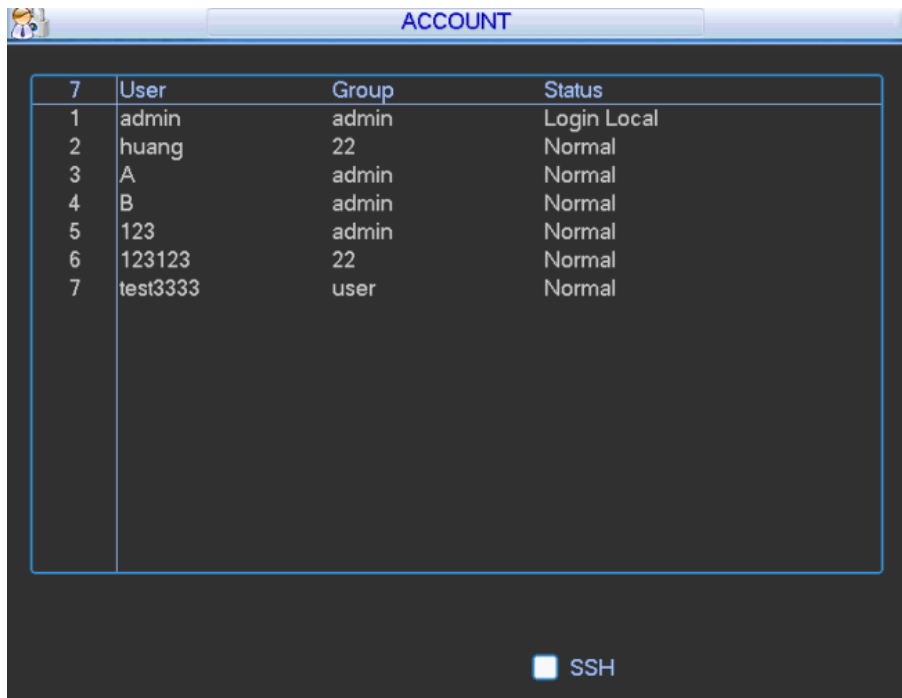 ACCOUNT
7 User Group Status
1 admin admin Login Local
2 huang 22 Normal
3 A admin Normal
4 B admin Normal
5 123 admin Normal
6 123123 22 Normal
7 test3333 user Normal
SSH